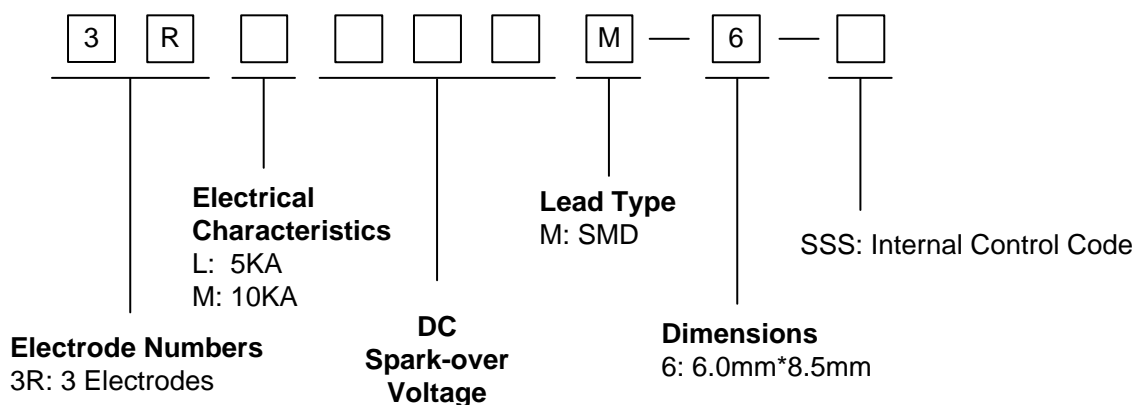 3 R M — 6 —
Electrical
Characteristics
L: 5KA
M: 10KA
Lead Type
M: SMD
SSS: Internal Control Code
Electrode Numbers
3R: 3 Electrodes
DC
Spark-over
Voltage
Dimensions
6: 6.0mm*8.5mm